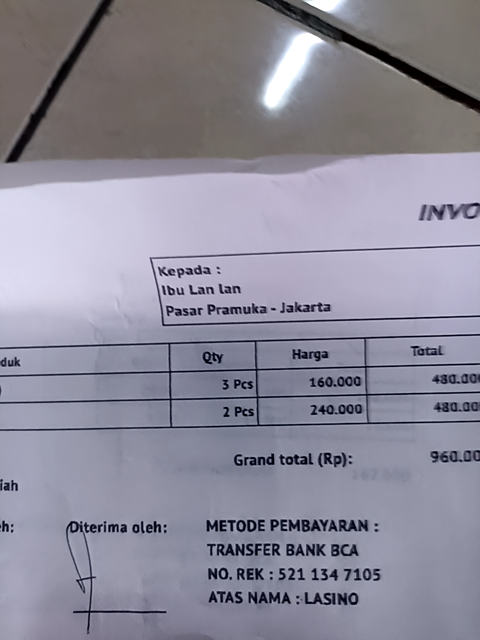 INVO
Kepada :
Ibu Lan lan
Pasar Pramuka - Jakarta
duk Qty Harga Total
) 3 Pcs 160.000 480.00
2 Pcs 240.000 480.00
Grand total (Rp): 960.00
iah
eh: Diterima oleh: METODE PEMBAYARAN :
TRANSFER BANK BCA
NO. REK : 521 134 7105
ATAS NAMA : LASINO